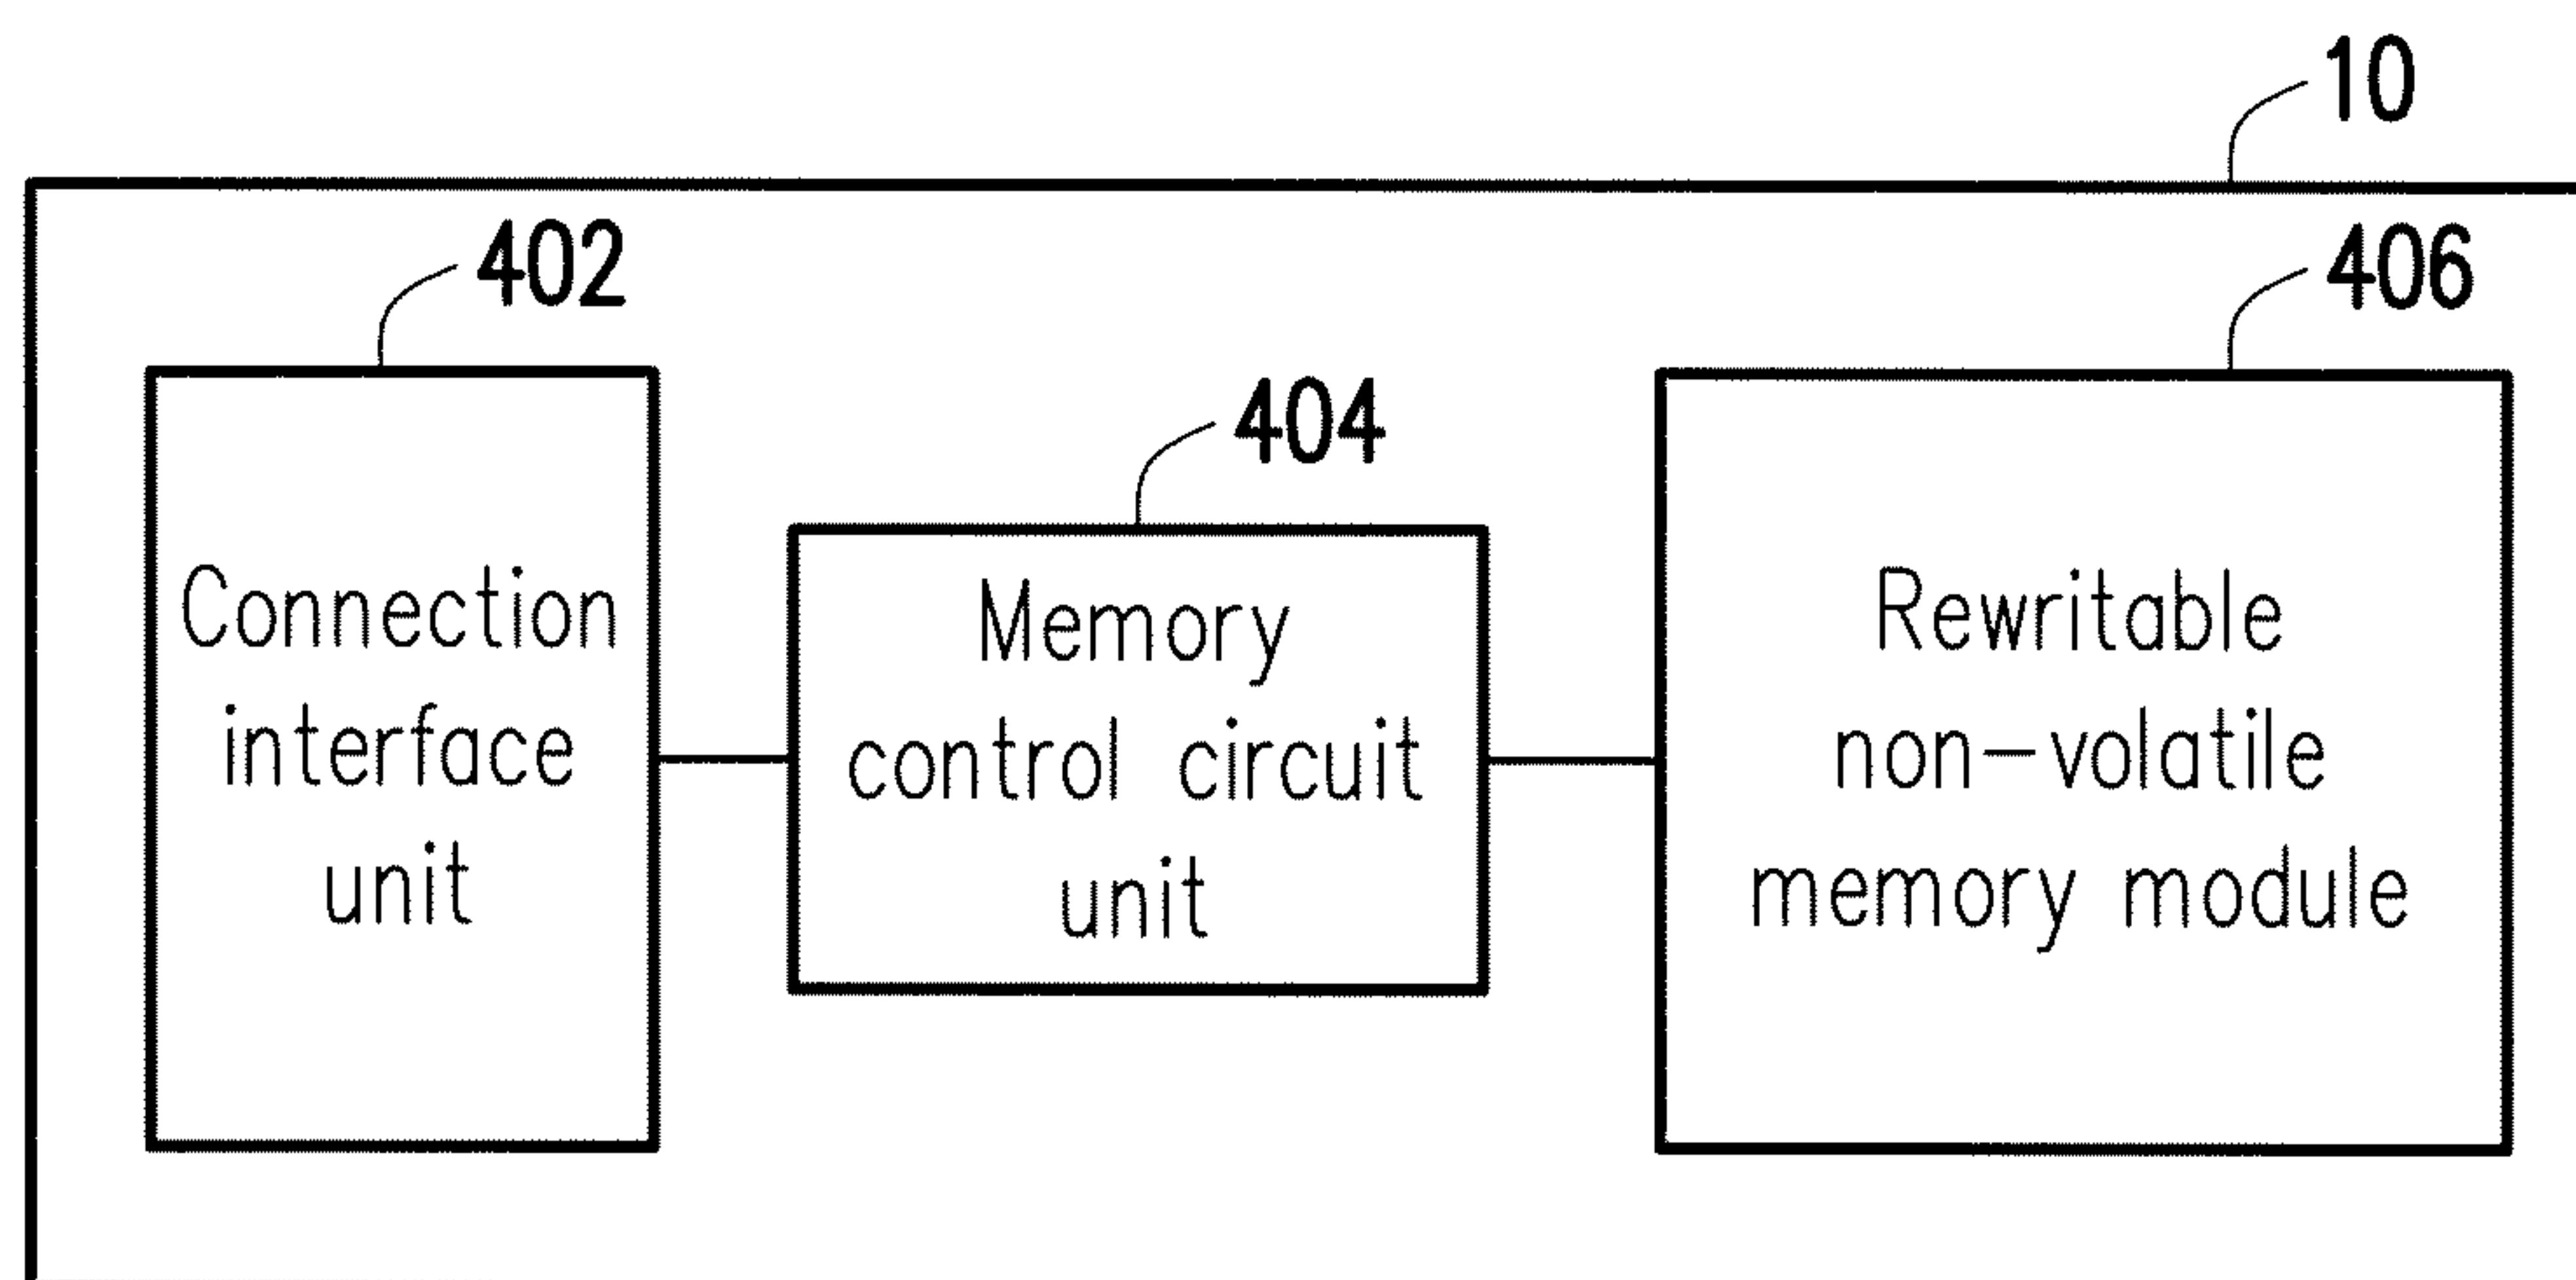 10
402
Connection
interface
unit
404
Memory
control circuit
unit
406
Rewritable
non-volatile
memory module